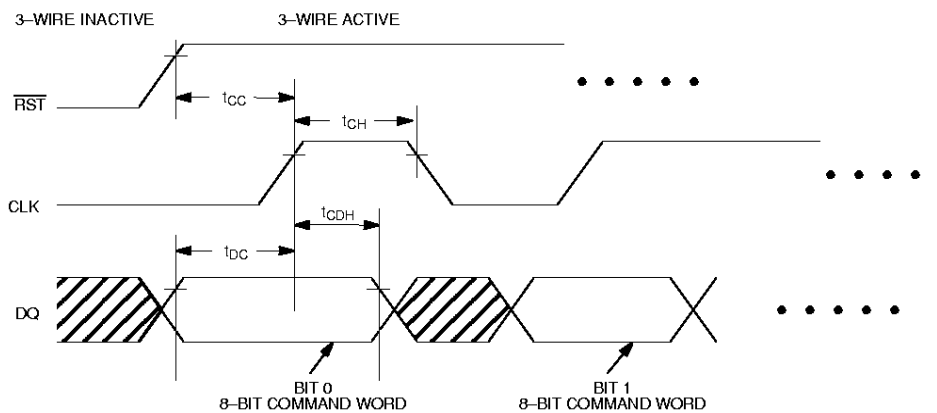 3–WIRE INACTIVE 3–WIRE ACTIVE
RST
tCC
tCH
CLK
tCDH
tDC
DQ
BIT 0
8–BIT COMMAND WORD
BIT 1
8–BIT COMMAND WORD